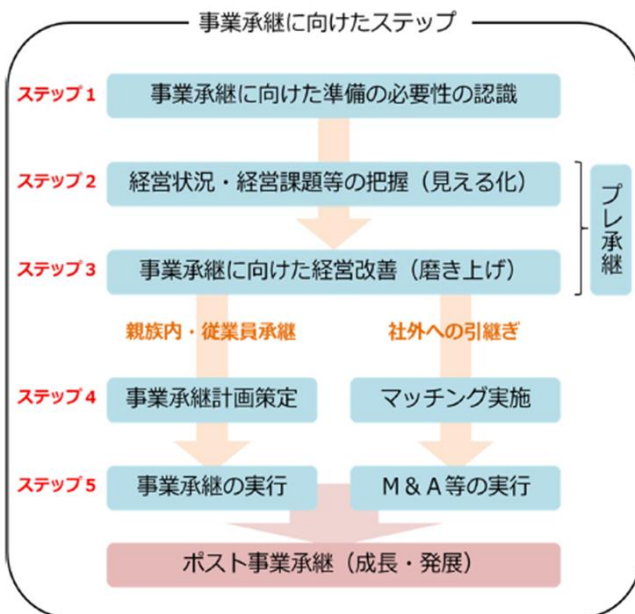 事業承継に向けたステップ
ステップ1
事業承継に向けた準備の必要性の認識
ステップ2
経営状況・経営課題等の把握（見える化）
プレ承継
ステップ3
事業承継に向けた経営改善（磨き上げ）
親族内・従業員承継
社外への引継ぎ
ステップ4
事業承継計画策定
マッチング実施
ステップ5
事業承継の実行
M＆A等の実行
ポスト事業承継（成長・発展）